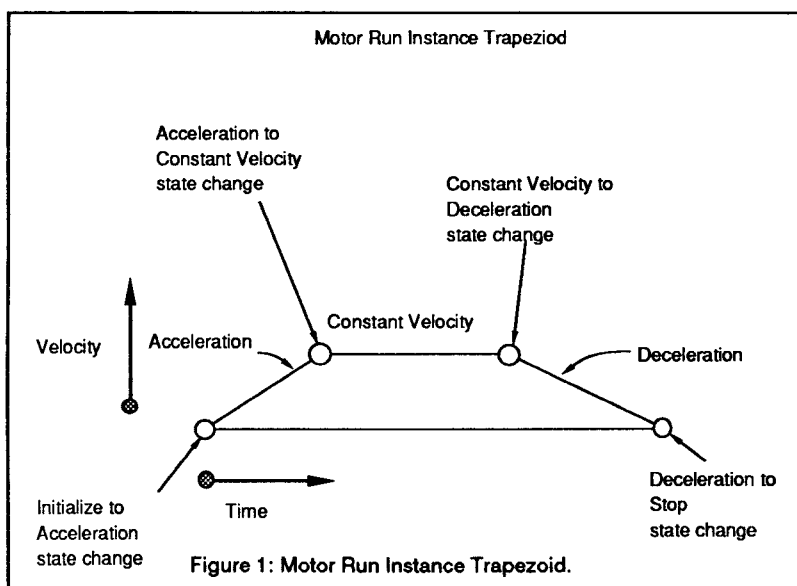 Motor Run Instance Trapeziod
Acceleration to
Constant Velocity
state change
Constant Velocity to
Deceleration
state change
Velocity
Acceleration
Constant Velocity
Deceleration
Initialize to
Acceleration
state change
Time
Deceleration to
Stop
state change
Figure 1: Motor Run Instance Trapezoid.